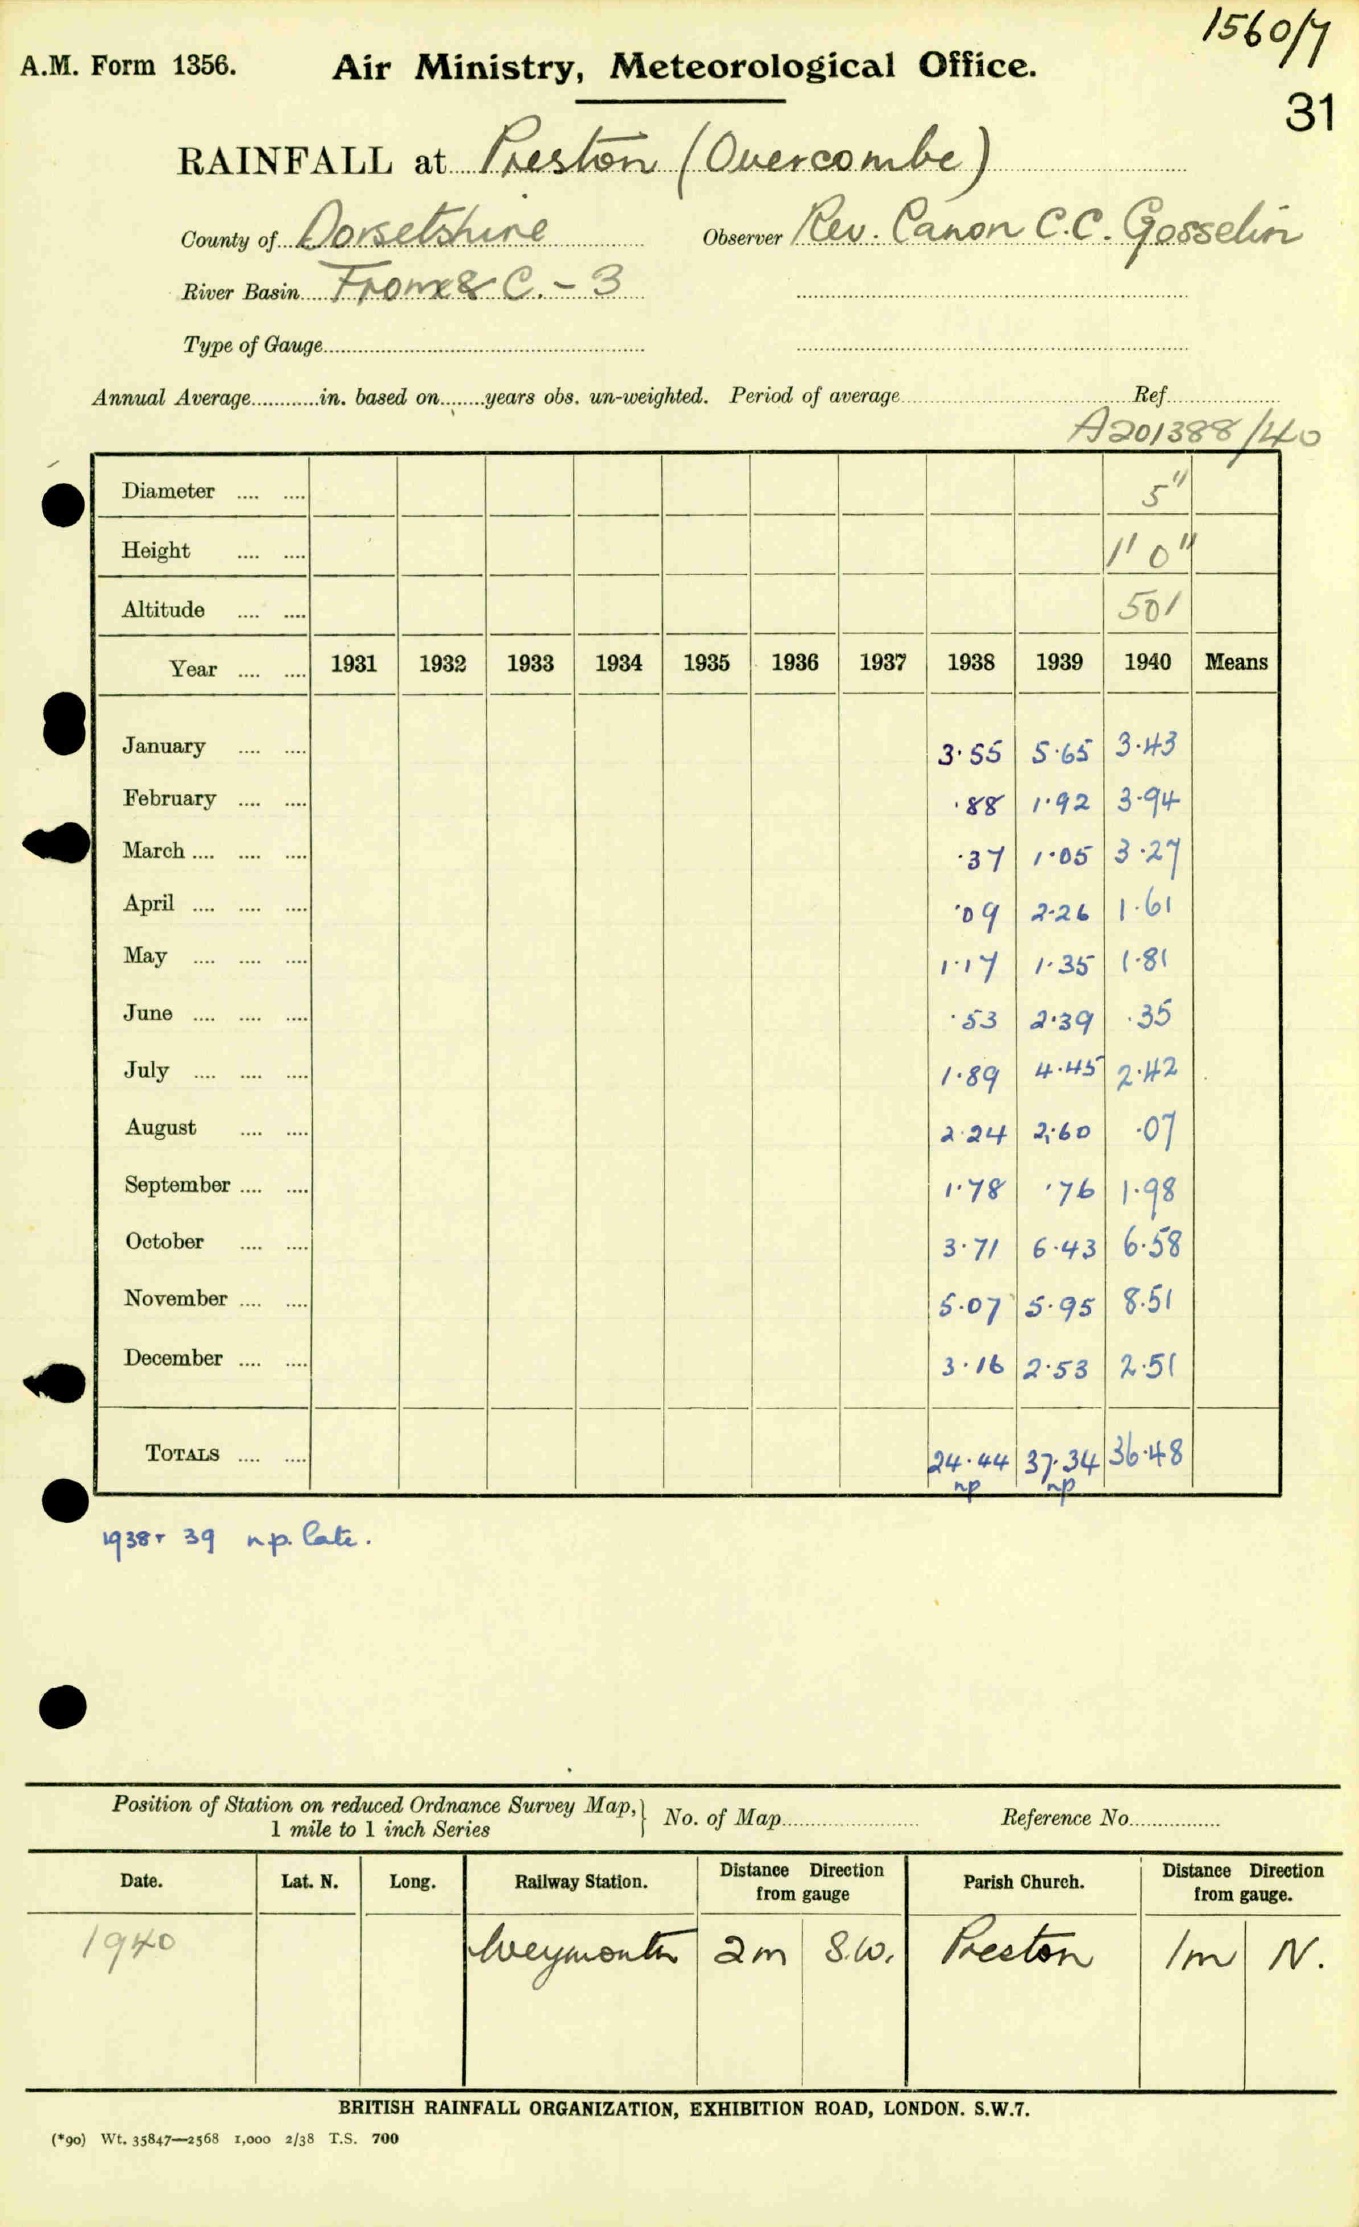 1560/7
A.M. Form 1356. Air Ministry, Meteorological Office.
31
RAINFALL at Preston (Overcombe)
County of Dorsetshire Observer Rev. Canon C.C. Gosselin
River Basin Frome & C. - 3
Type of Gauge
Annual Average in. based on years obs. un-weighted. Period of average Ref
A201388/40
Diameter 5"
Height 1' 0"
Altitude 50'
Year 1931 1932 1933 1934 1935 1936 1937 1938 1939 1940 Means
January 3.55 5.65 3.43
February .88 1.92 3.94
March .37 1.05 3.27
April .09 2.26 1.61
May 1.17 1.35 1.81
June .53 2.39 .35
July 1.89 4.45 2.42
August 2.24 2.60 .07
September 1.78 .76 1.98
October 3.71 6.43 6.58
November 5.07 5.95 8.51
December 3.16 2.53 2.51
TOTALS 24.44 37.34 36.48
np np
1938+ 39 n.p. late.
Position of Station on reduced Ordnance Survey Map, No. of Map Reference No.
1 mile to 1 inch Series
Date. Lat. N. Long. Railway Station. Distance Direction from gauge Parish Church. Distance Direction from gauge.
1940 Weymouth 2m S.W. Preston 1m N.
BRITISH RAINFALL ORGANIZATION, EXHIBITION ROAD, LONDON. S.W.7.
(*90) Wt. 35847—2568 1,000 2/38 T.S. 700